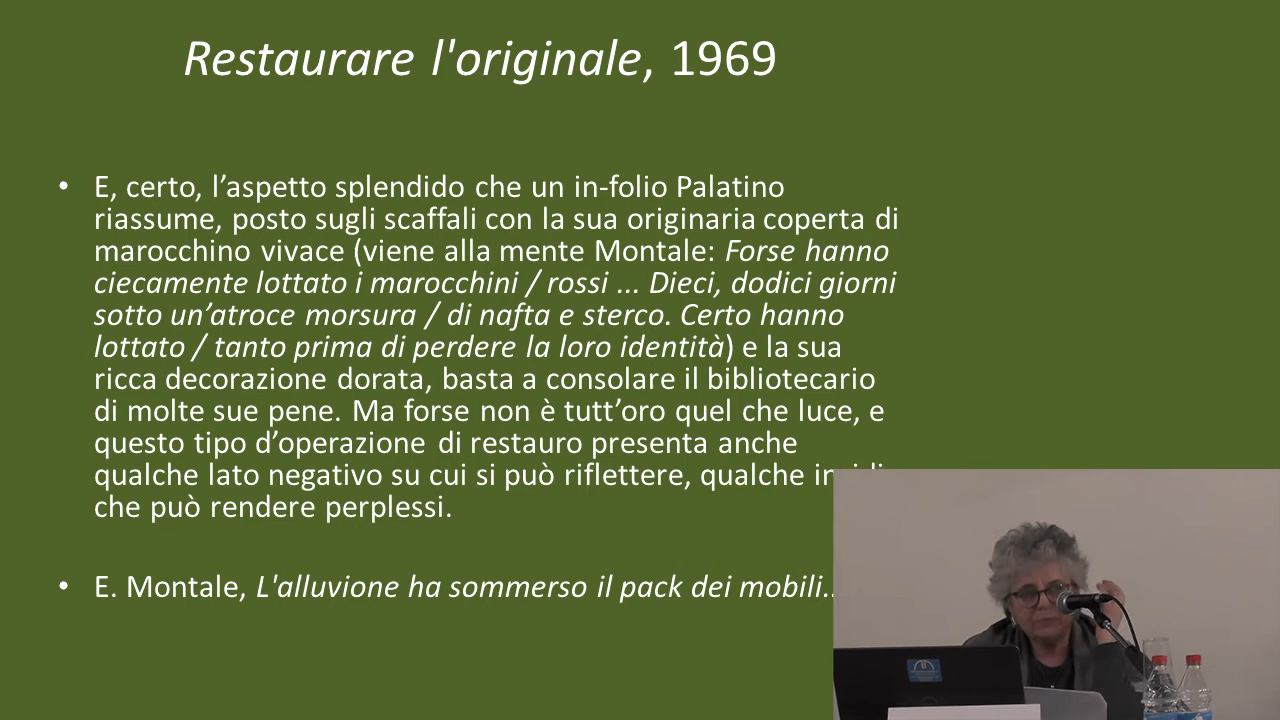 Restaurare l'originale, 1969
• E, certo, l’aspetto splendido che un in-folio Palatino
riassume, posto sugli scaffali con la sua originaria coperta di
marocchino vivace (viene alla mente Montale: Forse hanno
ciecamente lottato i marocchini / rossi ... Dieci, dodici giorni
sotto un’atroce morsura / di nafta e sterco. Certo hanno
lottato / tanto prima di perdere la loro identità) e la sua
ricca decorazione dorata, basta a consolare il bibliotecario
di molte sue pene. Ma forse non è tutt’oro quel che luce, e
questo tipo d’operazione di restauro presenta anche
qualche lato negativo su cui si può riflettere, qualche
che può rendere perplessi.
• E. Montale, L'alluvione ha sommerso il pack dei mobili..